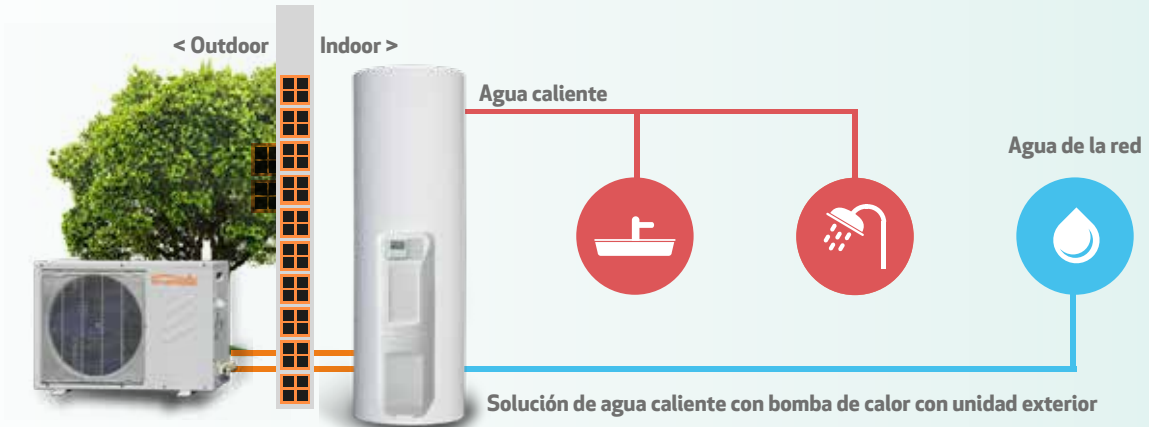 < Outdoor
Indoor >
Agua caliente
Agua de la red
Solución de agua caliente con bomba de calor con unidad exterior